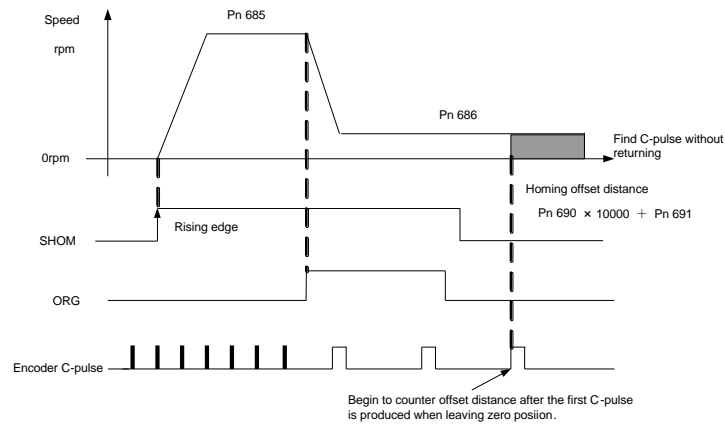 Speed
rpm
Pn 685
Pn 686
0rpm
Find C-pulse without
returning
Homing offset distance
Pn 690 × 10000 + Pn 691
Rising edge
SHOM
ORG
Encoder C-pulse
Begin to counter offset distance after the first C-pulse
is produced when leaving zero posiion.